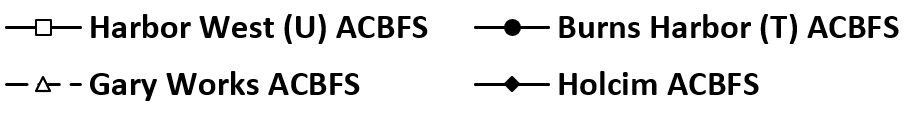 Harbor West (U) ACBFS Burns Harbor (T) ACBFS
Gary Works ACBFS Holcim ACBFS